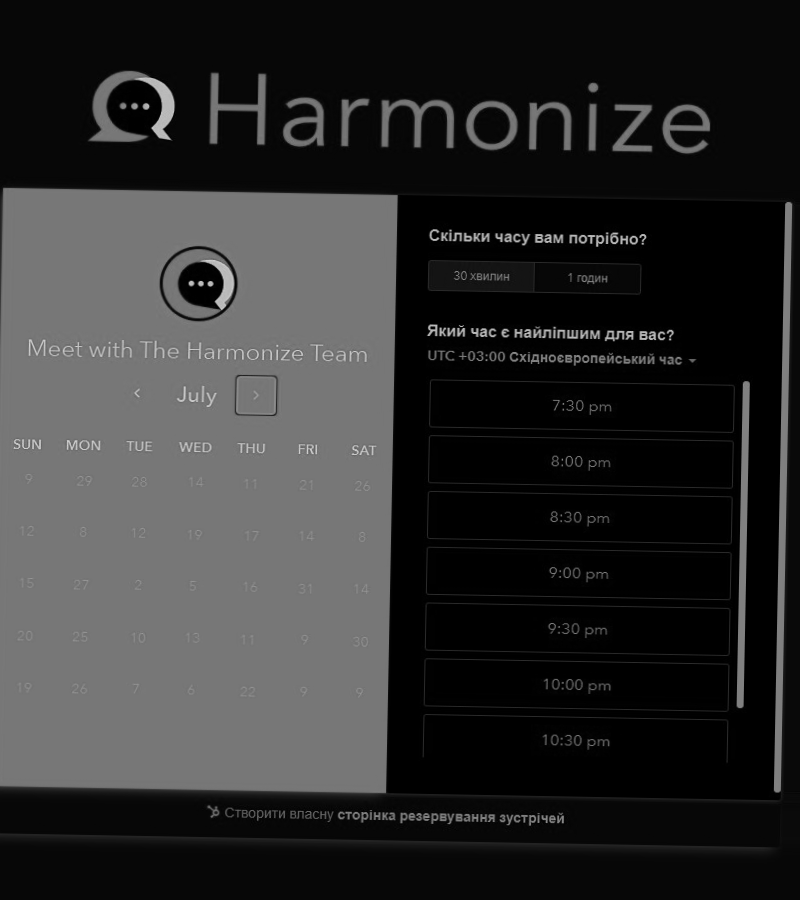 Harmonize
Meet with The Harmonize Team
July
SUN MON TUE WED THU FRI SAT
9 29 28 14 11 21 26
12 8 12 19 17 14 8
15 27 2 5 16 31 14
20 25 10 13 11 9 30
19 26 7 6 22 9 9
Скільки часу вам потрібно?
30 хвилин 1 годин
Який час є найліпшим для вас?
UTC +03:00 Східноєвропейський час
7:30 pm
8:00 pm
8:30 pm
9:00 pm
9:30 pm
10:00 pm
10:30 pm
Створити власну сторінка резервування зустрічей